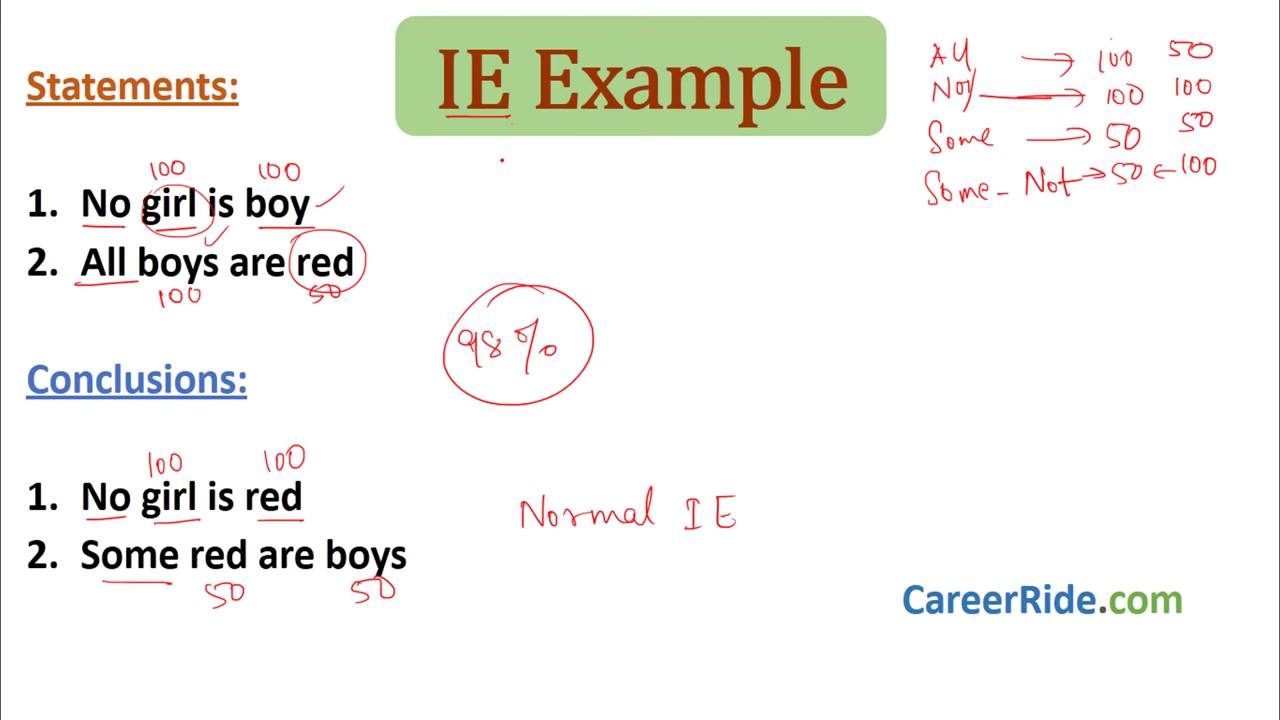 IE Example
Statements:
100 100
1. No girl is boy
2. All boys are red
100 50
98%
Conclusions:
100 100
1. No girl is red
2. Some red are boys
50 50
Normal IE
All → 100 50
Not → 100 100
Some → 50 50
Some - Not → 50 ← 100
CareerRide.com